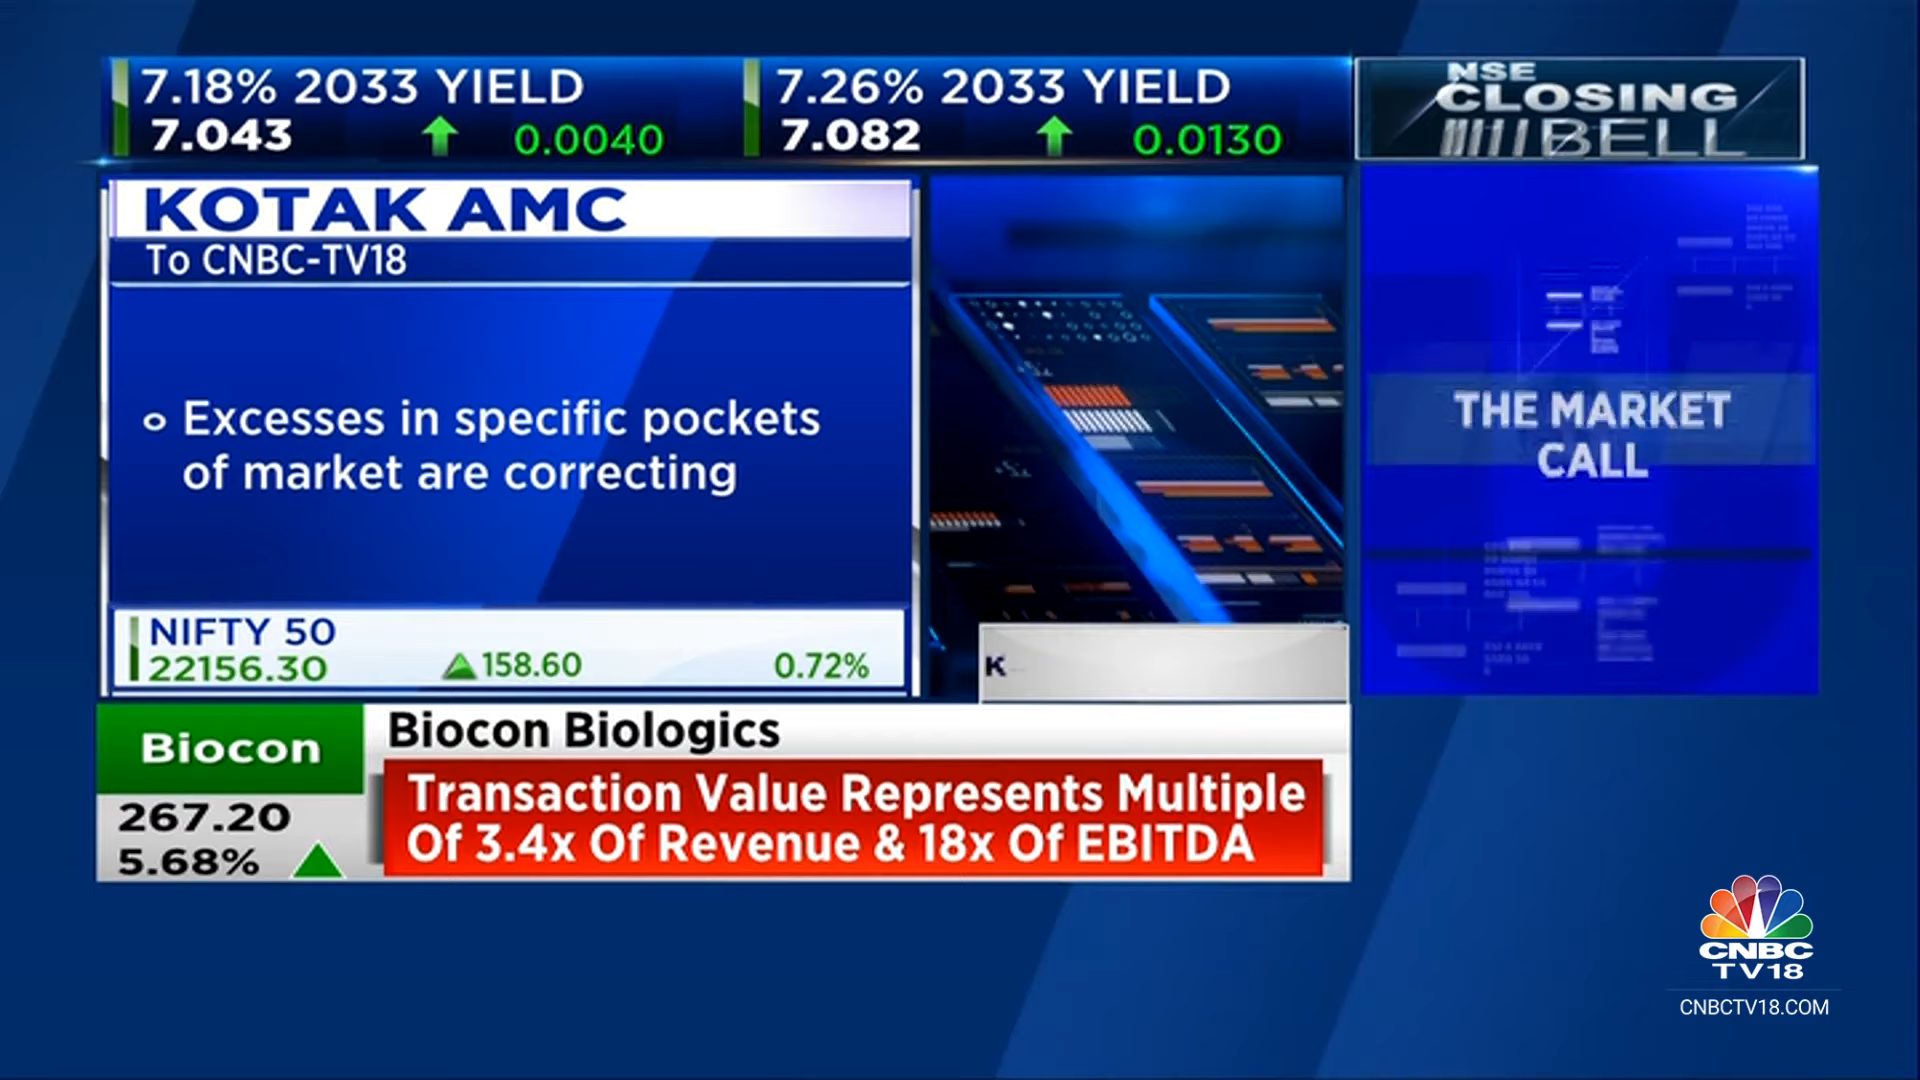 7.18% 2033 YIELD
7.043 0.0040
7.26% 2033 YIELD
7.082 0.0130
NSE
CLOSING
BELL
KOTAK AMC
To CNBC-TV18
Excesses in specific pockets
of market are correcting
THE MARKET
CALL
NIFTY 50
22156.30 158.60 0.72%
K
Biocon
267.20
5.68%
Biocon Biologics
Transaction Value Represents Multiple
Of 3.4x Of Revenue & 18x Of EBITDA
CNBC
TV18
CNBCTV18.COM